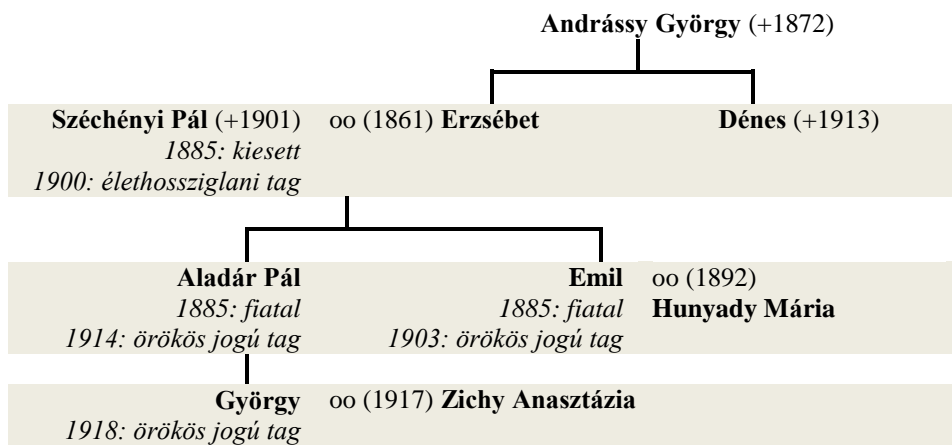 Andrássy György (+1872)
Széchényi Pál (+1901) oo (1861) Erzsébet Dénes (+1913)
1885: kiesett
1900: élethossziglani tag
Aladár Pál Emil oo (1892)
1885: fiatal 1885: fiatal Hunyady Mária
1914: örökös jogú tag 1903: örökös jogú tag
György oo (1917) Zichy Anasztázia
1918: örökös jogú tag